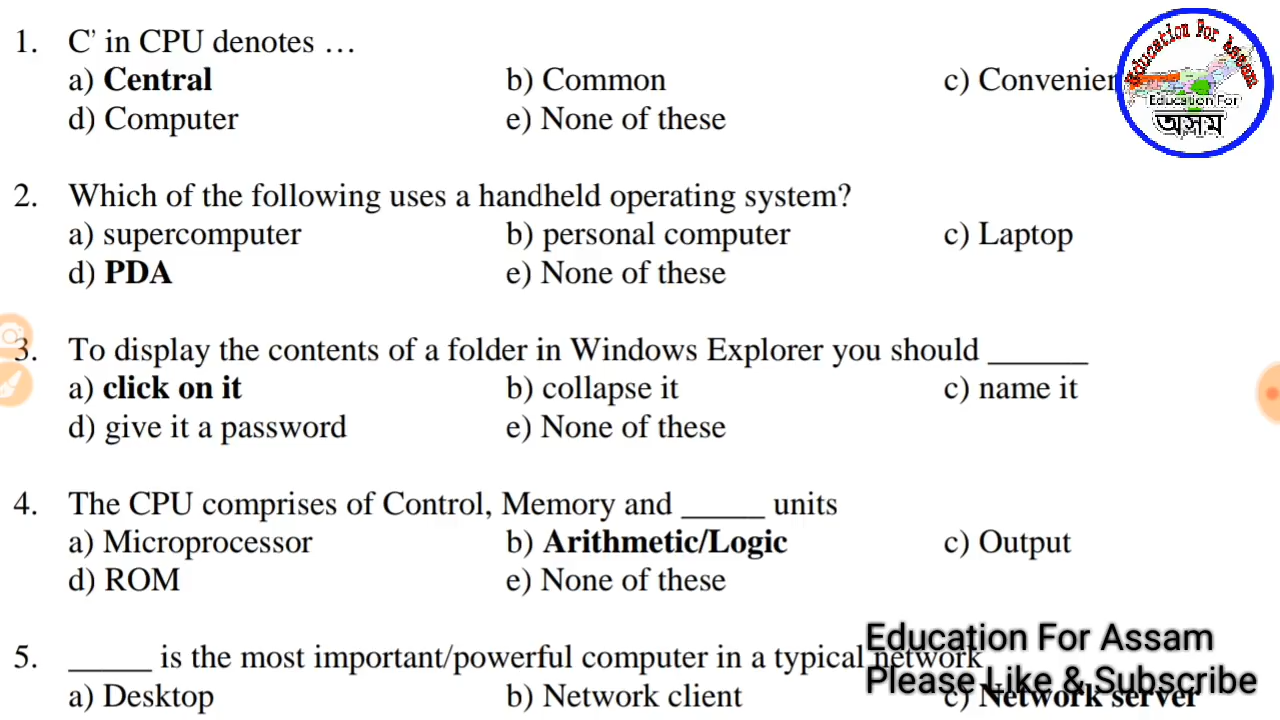 1. C’ in CPU denotes …
a) Central b) Common c)
d) Computer e) None of these
Education For Assam
Education For
অসম
2. Which of the following uses a handheld operating system?
a) supercomputer b) personal computer c) Laptop
d) PDA e) None of these
3. To display the contents of a folder in Windows Explorer you should ______
a) click on it b) collapse it c) name it
d) give it a password e) None of these
4. The CPU comprises of Control, Memory and _____ units
a) Microprocessor b) Arithmetic/Logic c) Output
d) ROM e) None of these
5. _____ is the most important/powerful computer in a typical network
a) Desktop b) Network client c) Network server
Education For Assam
Please Like & Subscribe